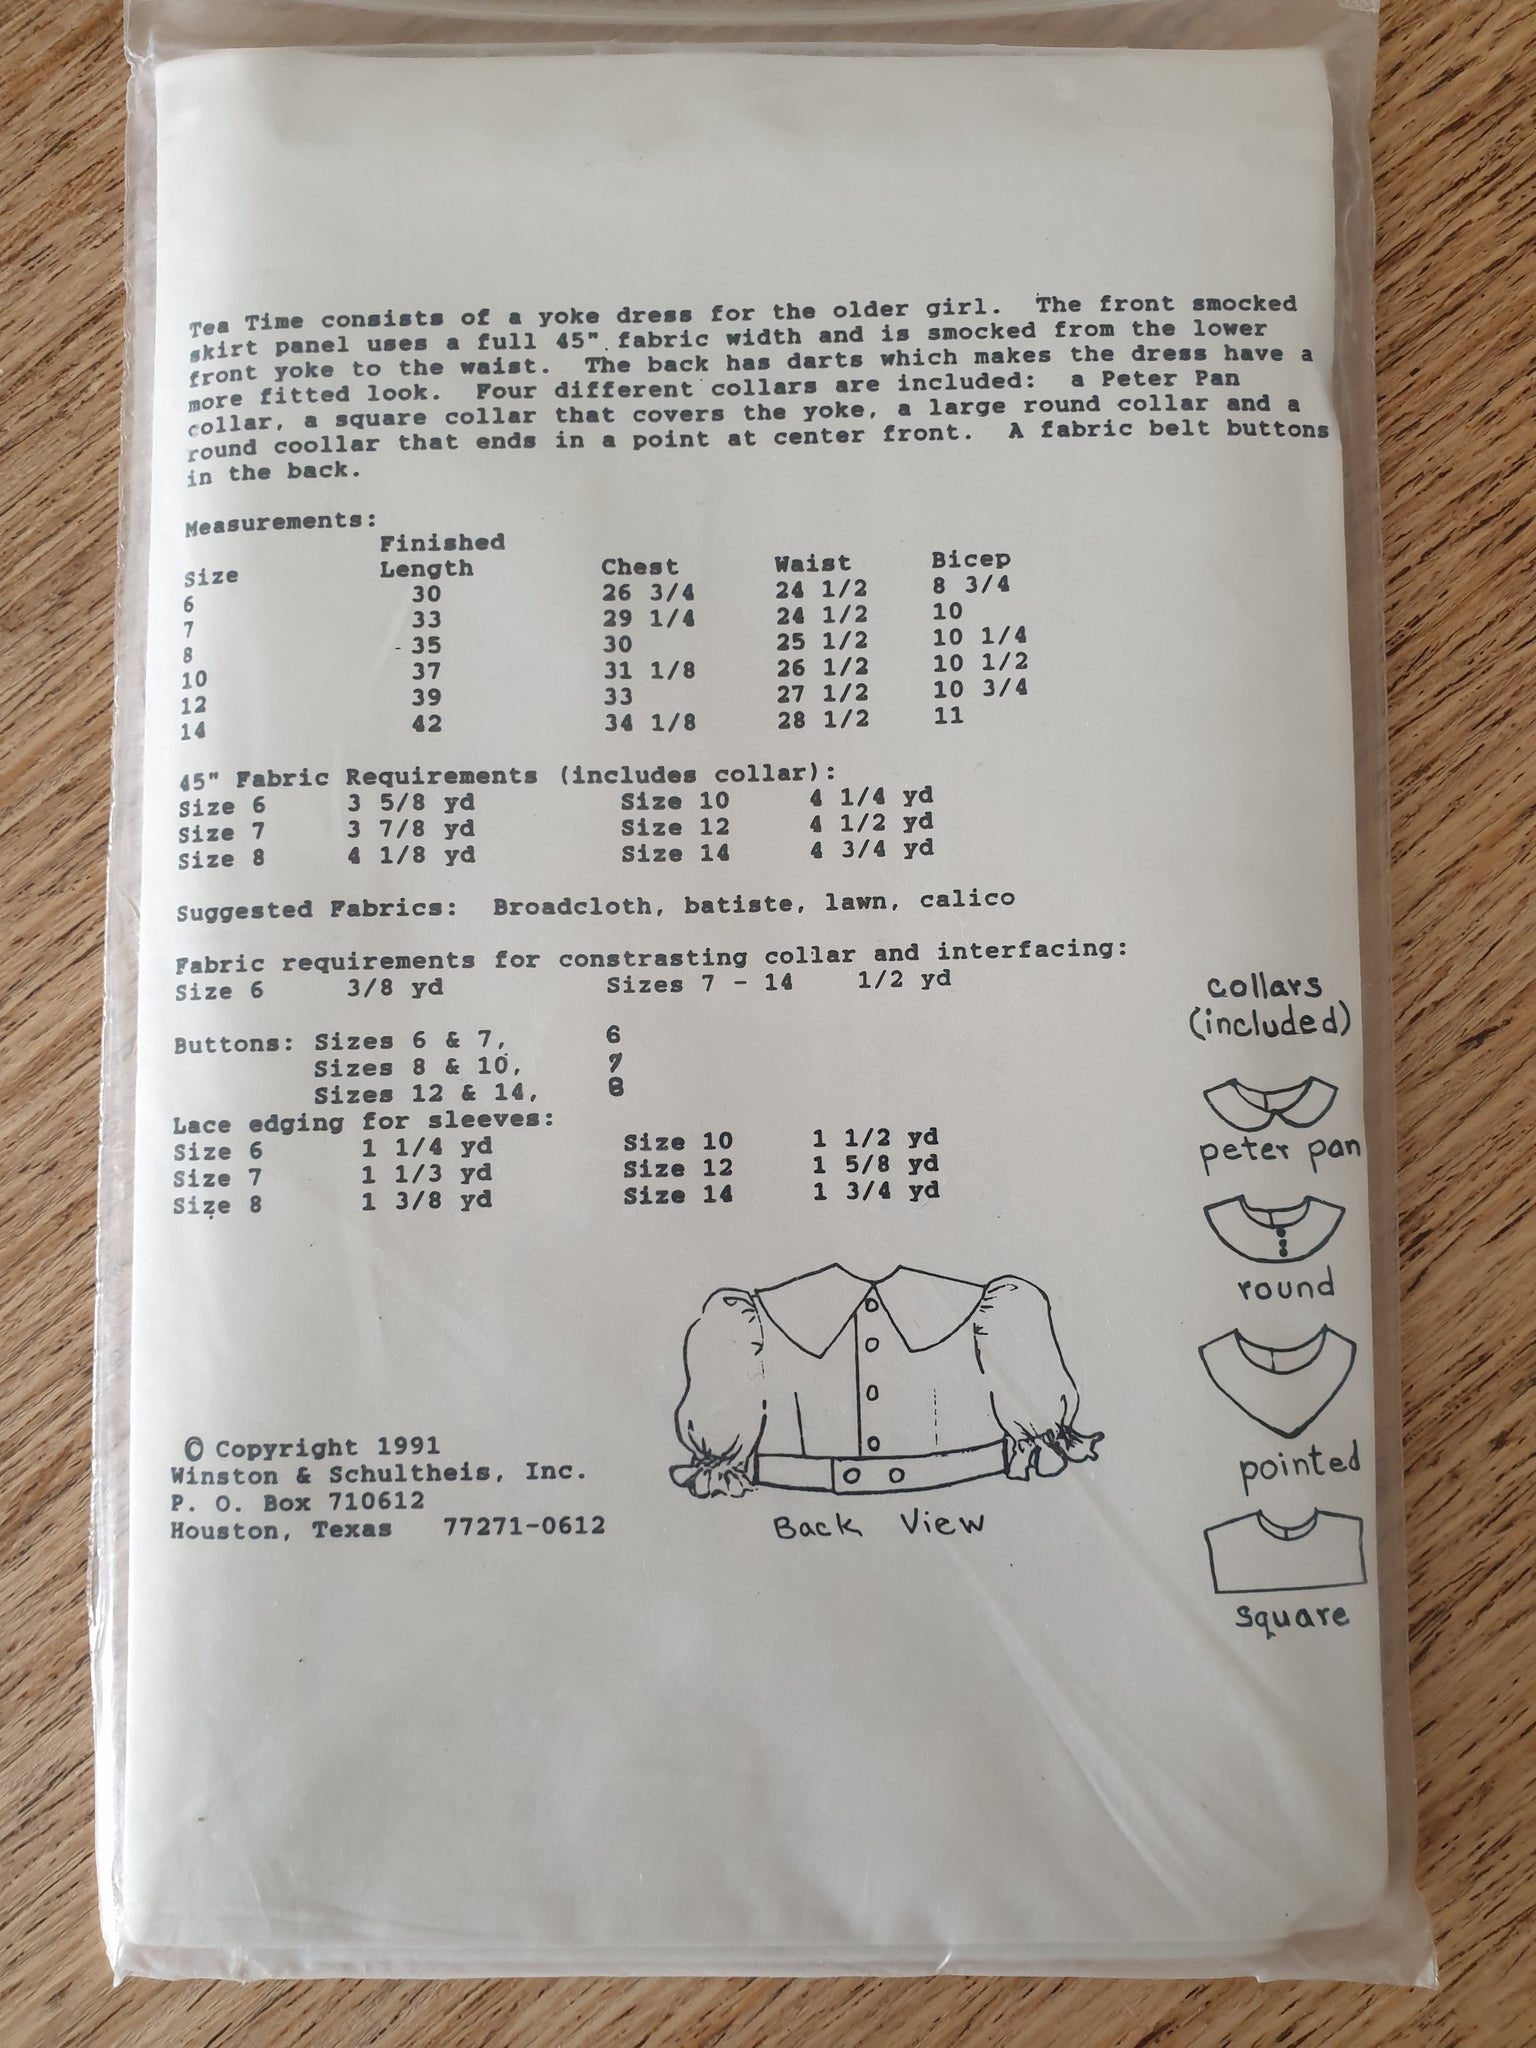 Tea Time consists of a yoke dress for the older girl. The front smocked
skirt panel uses a full 45" fabric width and is smocked from the lower
front yoke to the waist. The back has darts which makes the dress have a
more fitted look. Four different collars are included: a Peter Pan
collar, a square collar that covers the yoke, a large round collar and a
round coollar that ends in a point at center front. A fabric belt buttons
in the back.
Measurements:
Finished
Size Length Chest Waist Bicep
6 30 26 3/4 24 1/2 8 3/4
7 33 29 1/4 24 1/2 10
8 35 30 25 1/2 10 1/4
10 37 31 1/8 26 1/2 10 1/2
12 39 33 27 1/2 10 3/4
14 42 34 1/8 28 1/2 11
45" Fabric Requirements (includes collar):
Size 6 3 5/8 yd Size 10 4 1/4 yd
Size 7 3 7/8 yd Size 12 4 1/2 yd
Size 8 4 1/8 yd Size 14 4 3/4 yd
Suggested Fabrics: Broadcloth, batiste, lawn, calico
Fabric requirements for constrasting collar and interfacing:
Size 6 3/8 yd Sizes 7 - 14 1/2 yd
Buttons: Sizes 6 & 7, 6
Sizes 8 & 10, 7
Sizes 12 & 14, 8
Lace edging for sleeves:
Size 6 1 1/4 yd Size 10 1 1/2 yd
Size 7 1 1/3 yd Size 12 1 5/8 yd
Size 8 1 3/8 yd Size 14 1 3/4 yd
collars
(included)
peter pan
round
pointed
square
Back View
© Copyright 1991
Winston & Schultheis, Inc.
P. O. Box 710612
Houston, Texas 77271-0612